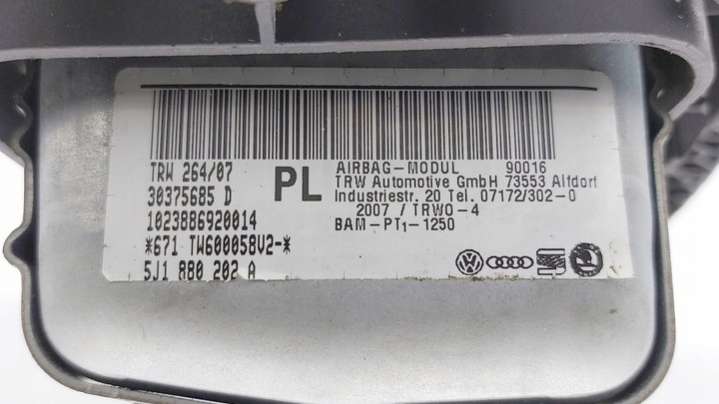 TRW 264/07
30375685 D
1023886920014
*671 TW600058V2-*
5J1 880 202 A
PL
AIRBAG-MODUL 90016
TRW Automotive GmbH 73553 Alfdorf
Industriestr. 20 Tel. 07172/302-0
2007 / TRWO-4
BAM-PT1-1250